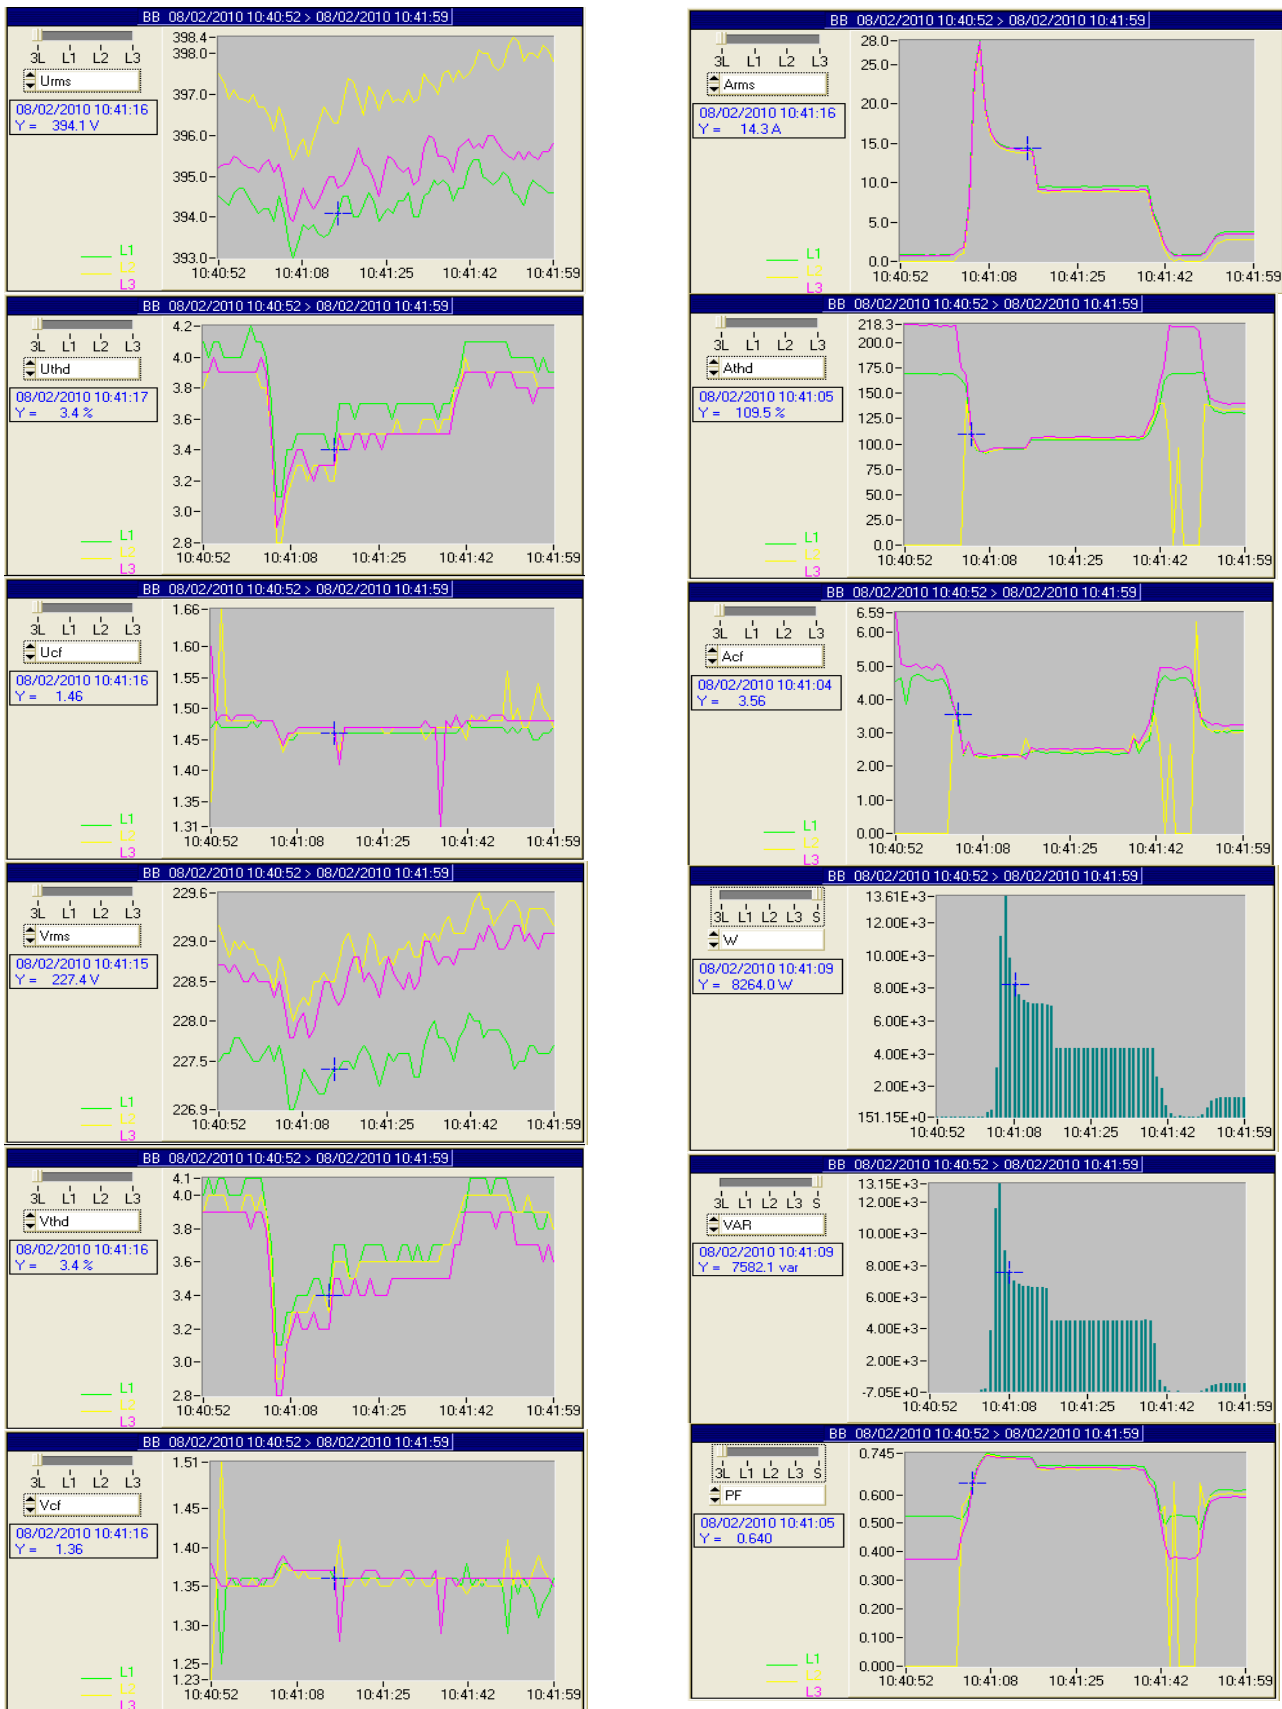 BB 08/02/2010 10:40:52 > 08/02/2010 10:41:59
3L L1 L2 L3
Urms
08/02/2010 10:41:16
Y = 394.1 V
398.4
398.0
397.0
396.0
395.0
394.0
393.0
10:40:52 10:41:08 10:41:25 10:41:42 10:41:59
L1
L2
L3
BB 08/02/2010 10:40:52 > 08/02/2010 10:41:59
3L L1 L2 L3
Uthd
08/02/2010 10:41:17
Y = 3.4 %
4.2
4.0
3.8
3.6
3.4
3.2
3.0
2.8
10:40:52 10:41:08 10:41:25 10:41:42 10:41:59
L1
L2
L3
BB 08/02/2010 10:40:52 > 08/02/2010 10:41:59
3L L1 L2 L3
Ucf
08/02/2010 10:41:16
Y = 1.46
1.66
1.60
1.55
1.50
1.45
1.40
1.35
1.31
10:40:52 10:41:08 10:41:25 10:41:42 10:41:59
L1
L2
L3
BB 08/02/2010 10:40:52 > 08/02/2010 10:41:59
3L L1 L2 L3
Vrms
08/02/2010 10:41:15
Y = 227.4 V
229.6
229.0
228.5
228.0
227.5
226.9
10:40:52 10:41:08 10:41:25 10:41:42 10:41:59
L1
L2
L3
BB 08/02/2010 10:40:52 > 08/02/2010 10:41:59
3L L1 L2 L3
Vthd
08/02/2010 10:41:16
Y = 3.4 %
4.1
4.0
3.8
3.6
3.4
3.2
3.0
2.8
10:40:52 10:41:08 10:41:25 10:41:42 10:41:59
L1
L2
L3
BB 08/02/2010 10:40:52 > 08/02/2010 10:41:59
3L L1 L2 L3
Vcf
08/02/2010 10:41:16
Y = 1.36
1.51
1.45
1.40
1.35
1.30
1.25
1.23
10:40:52 10:41:08 10:41:25 10:41:42 10:41:59
L1
L2
L3
BB 08/02/2010 10:40:52 > 08/02/2010 10:41:59
3L L1 L2 L3
Arms
08/02/2010 10:41:16
Y = 14.3 A
28.0
25.0
20.0
15.0
10.0
5.0
0.0
10:40:52 10:41:08 10:41:25 10:41:42 10:41:59
L1
L2
L3
BB 08/02/2010 10:40:52 > 08/02/2010 10:41:59
3L L1 L2 L3
Athd
08/02/2010 10:41:05
Y = 109.5 %
218.3
200.0
175.0
150.0
125.0
100.0
75.0
50.0
25.0
0.0
10:40:52 10:41:08 10:41:25 10:41:42 10:41:59
L1
L2
L3
BB 08/02/2010 10:40:52 > 08/02/2010 10:41:59
3L L1 L2 L3
Acf
08/02/2010 10:41:04
Y = 3.56
6.59
6.00
5.00
4.00
3.00
2.00
1.00
0.00
10:40:52 10:41:08 10:41:25 10:41:42 10:41:59
L1
L2
L3
BB 08/02/2010 10:40:52 > 08/02/2010 10:41:59
3L L1 L2 L3 S
W
08/02/2010 10:41:09
Y = 8264.0 W
13.61E+3
12.00E+3
10.00E+3
8.00E+3
6.00E+3
4.00E+3
2.00E+3
151.15E+0
10:40:52 10:41:08 10:41:25 10:41:42 10:41:59
BB 08/02/2010 10:40:52 > 08/02/2010 10:41:59
3L L1 L2 L3 S
VAR
08/02/2010 10:41:09
Y = 7582.1 var
13.15E+3
12.00E+3
10.00E+3
8.00E+3
6.00E+3
4.00E+3
2.00E+3
-7.05E+0
10:40:52 10:41:08 10:41:25 10:41:42 10:41:59
BB 08/02/2010 10:40:52 > 08/02/2010 10:41:59
3L L1 L2 L3 S
PF
08/02/2010 10:41:05
Y = 0.640
0.745
0.600
0.500
0.400
0.300
0.200
0.100
0.000
10:40:52 10:41:08 10:41:25 10:41:42 10:41:59
L1
L2
L3